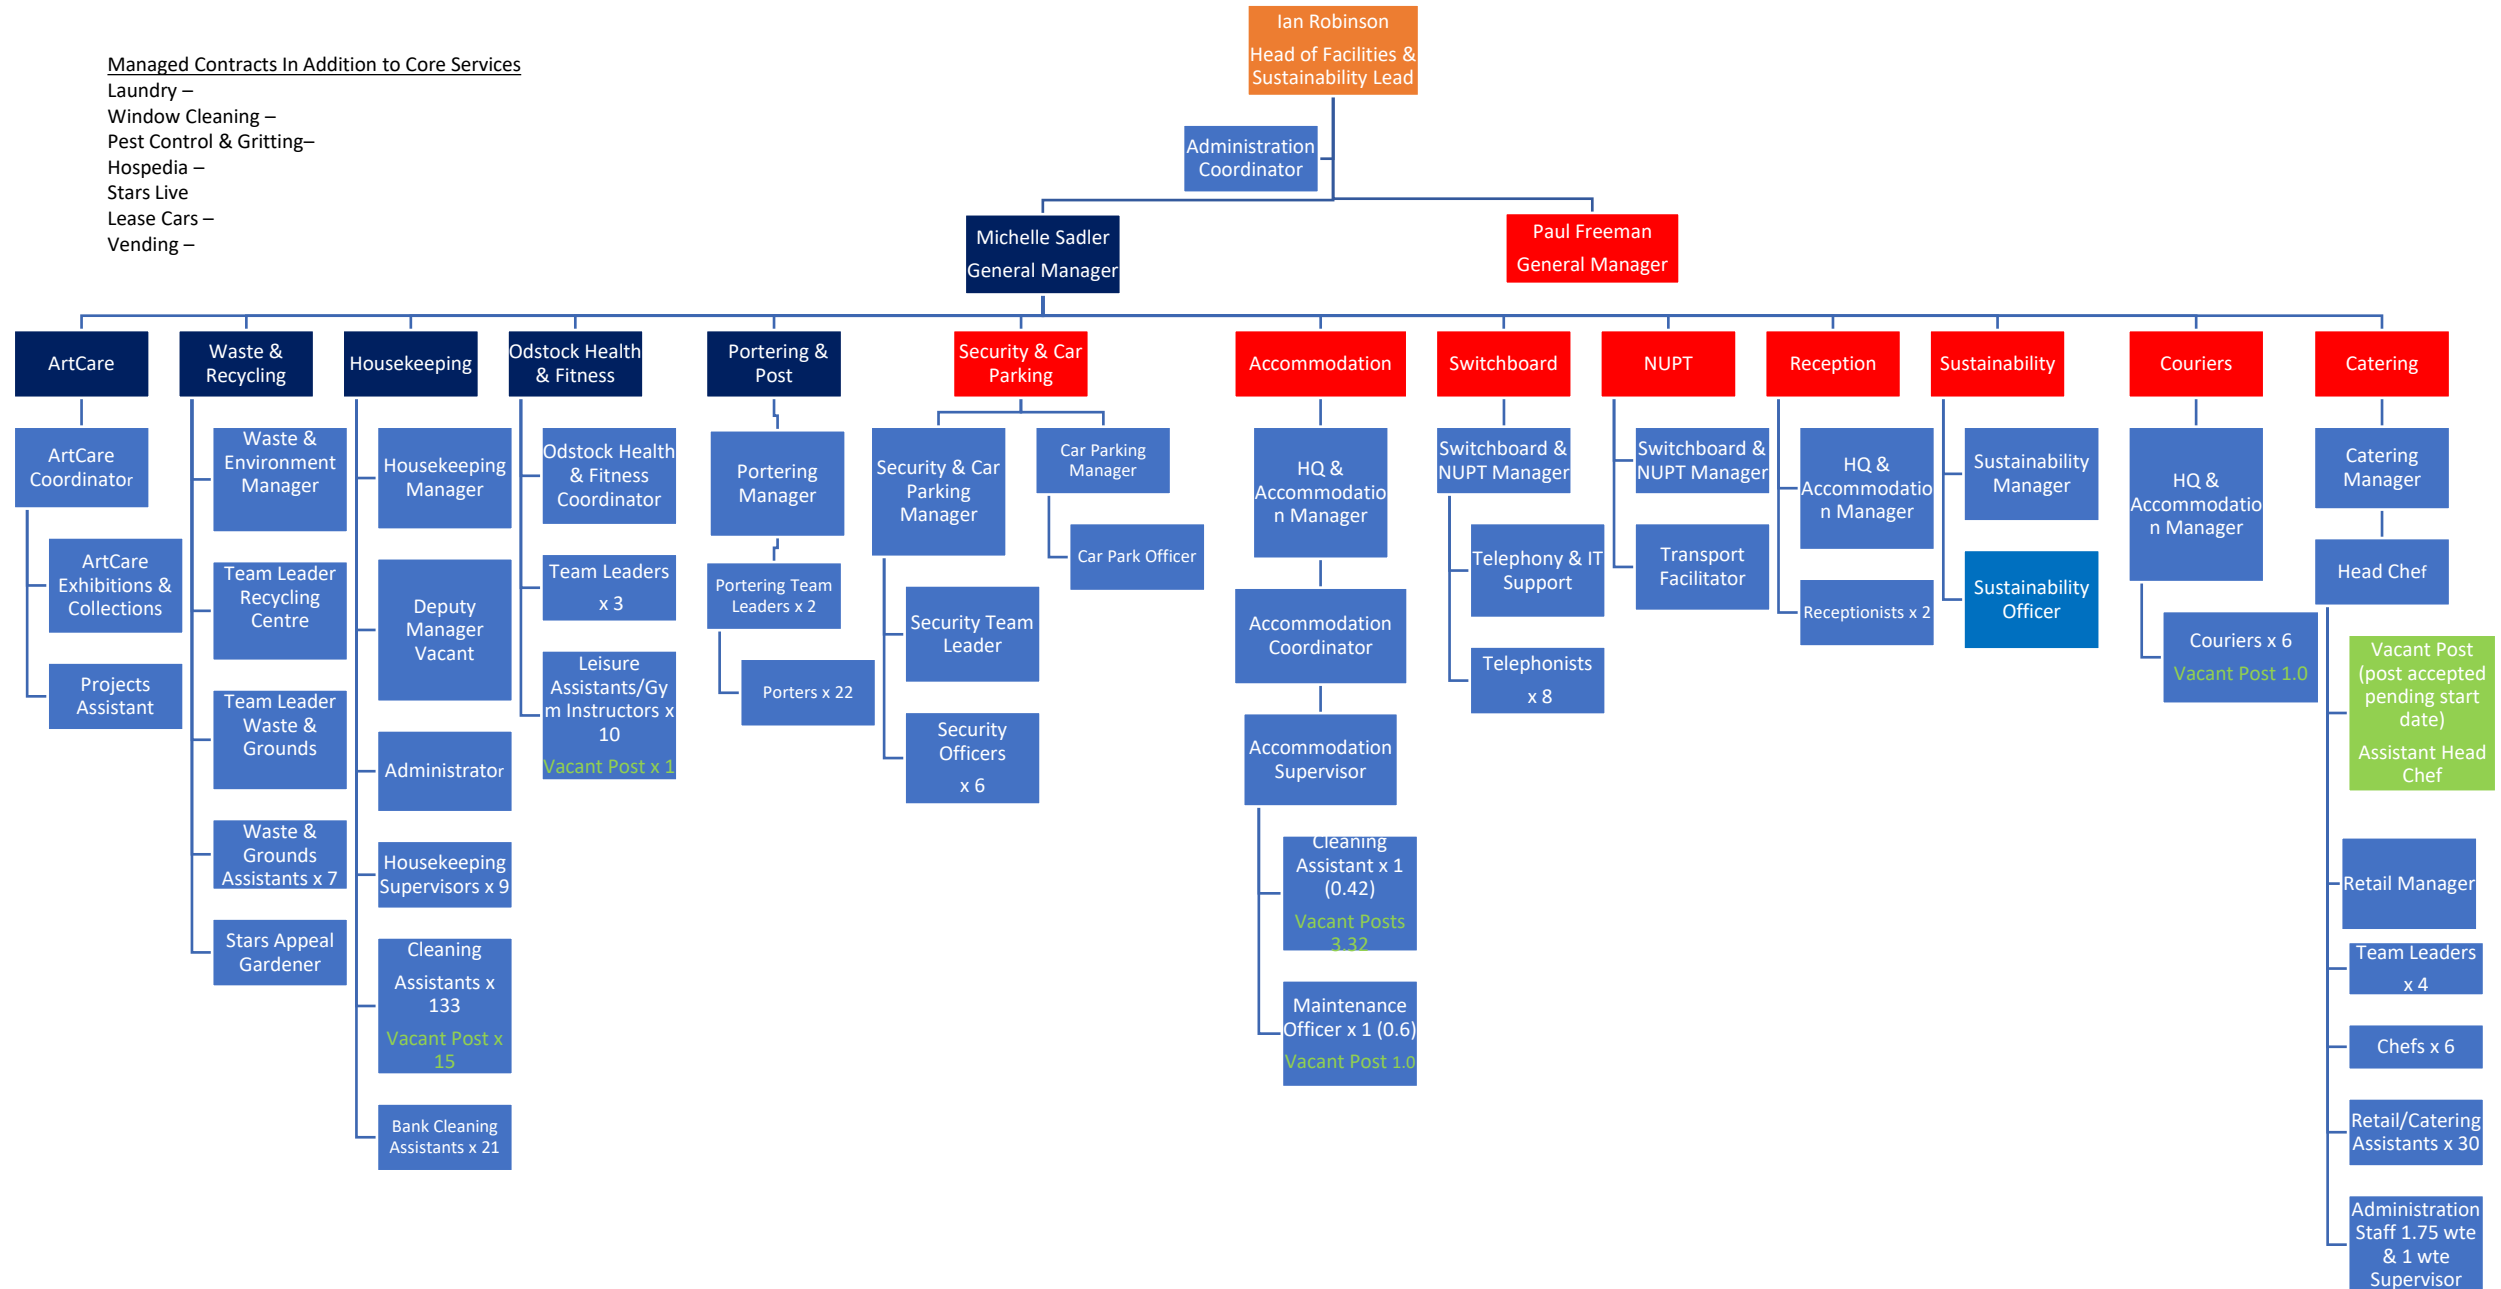 Ian Robinson
Head of Facilities &
Sustainability Lead
Managed Contracts In Addition to Core Services
Laundry –
Window Cleaning –
Pest Control & Gritting–
Hospedia –
Stars Live
Lease Cars –
Vending –
Administration
Coordinator
Michelle Sadler
General Manager
Paul Freeman
General Manager
ArtCare
Waste &
Recycling
Housekeeping
Odstock Health
& Fitness
Portering &
Post
Security & Car
Parking
Accommodation
Switchboard
NUPT
Reception
Sustainability
Couriers
Catering
ArtCare
Coordinator
ArtCare
Exhibitions &
Collections
Projects
Assistant
Waste &
Environment
Manager
Team Leader
Recycling
Centre
Team Leader
Waste &
Grounds
Waste &
Grounds
Assistants x 7
Stars Appeal
Gardener
Housekeeping
Manager
Deputy
Manager
Vacant
Administrator
Housekeeping
Supervisors x 9
Cleaning
Assistants x
133
Vacant Post x
15
Bank Cleaning
Assistants x 21
Odstock Health
& Fitness
Coordinator
Team Leaders
x 3
Leisure
Assistants/Gy
m Instructors x
10
Vacant Post x 1
Portering
Manager
Portering Team
Leaders x 2
Porters x 22
Security & Car
Parking
Manager
Security Team
Leader
Security
Officers
x 6
Car Parking
Manager
Car Park Officer
HQ &
Accommodatio
n Manager
Accommodation
Coordinator
Accommodation
Supervisor
Cleaning
Assistant x 1
(0.42)
Vacant Posts
3.32
Maintenance
Officer x 1 (0.6)
Vacant Post 1.0
Switchboard &
NUPT Manager
Telephony & IT
Support
Telephonists
x 8
Switchboard &
NUPT Manager
Transport
Facilitator
HQ &
Accommodatio
n Manager
Receptionists x 2
Sustainability
Manager
Sustainability
Officer
HQ &
Accommodatio
n Manager
Couriers x 6
Vacant Post 1.0
Catering
Manager
Head Chef
Vacant Post
(post accepted
pending start
date)
Assistant Head
Chef
Retail Manager
Team Leaders
x 4
Chefs x 6
Retail/Catering
Assistants x 30
Administration
Staff 1.75 wte
& 1 wte
Supervisor